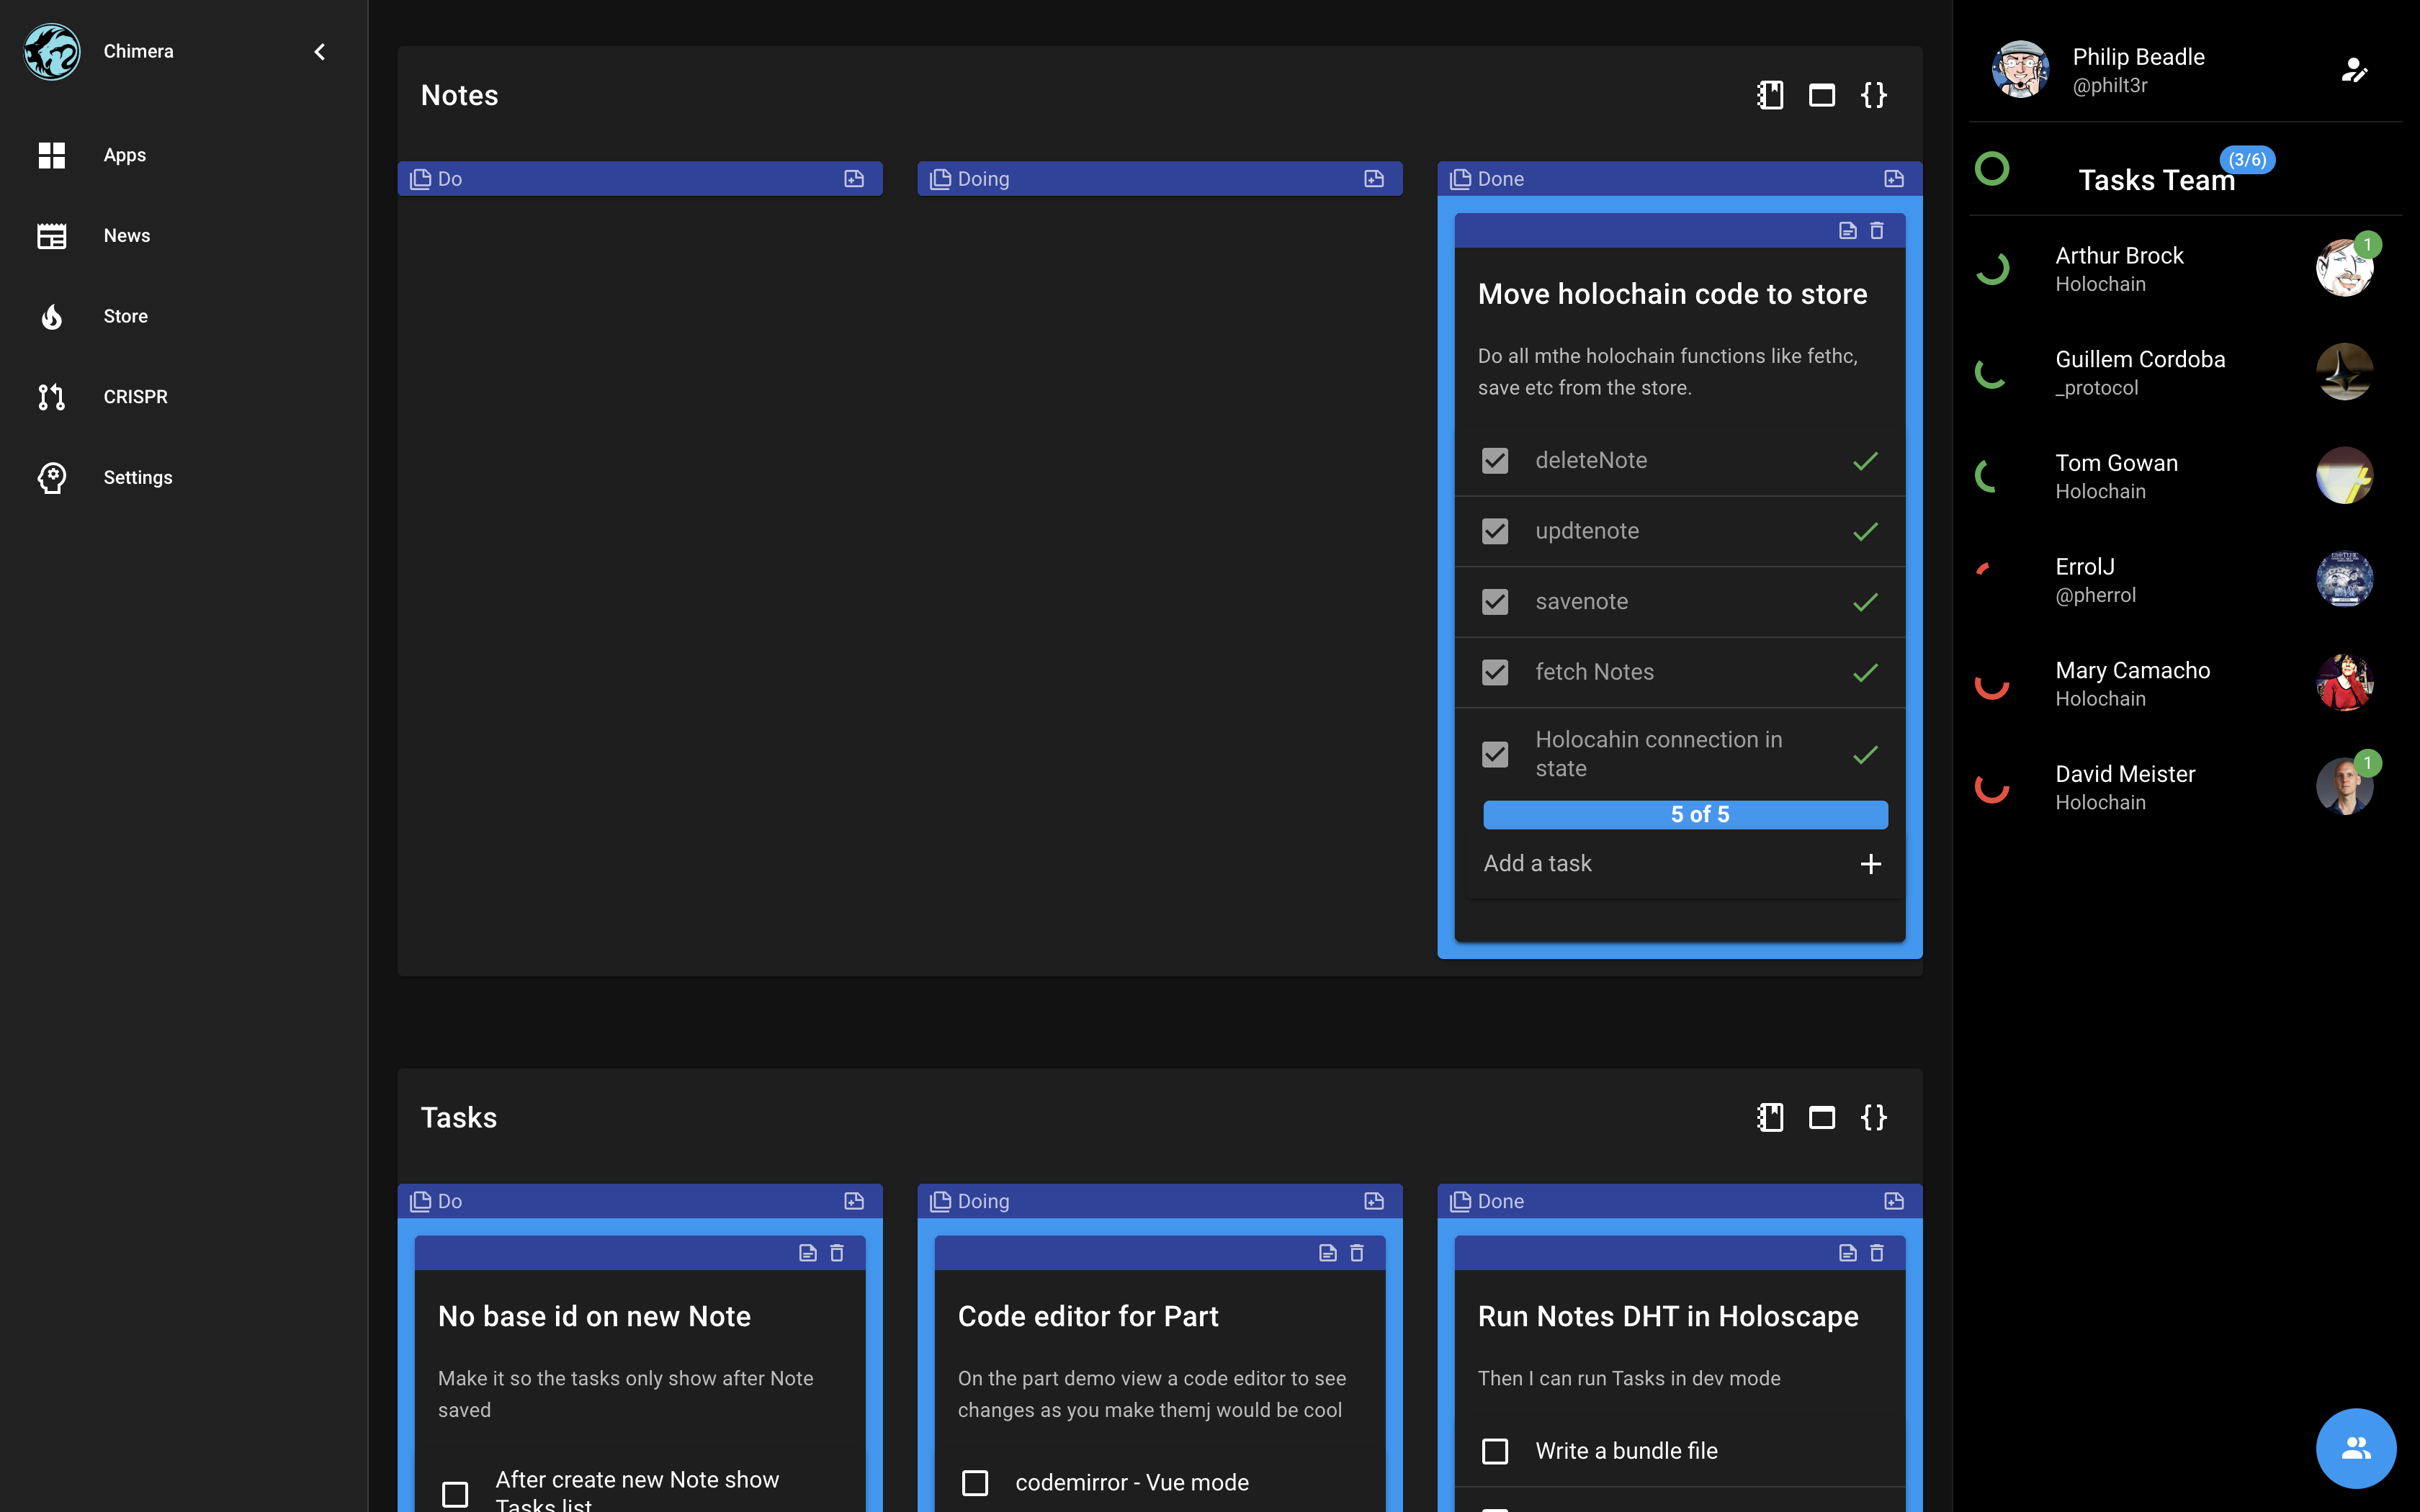 Chimera
Apps
News
Store
CRISPR
Settings
Notes
Do
Doing
Done
Move holochain code to store
Do all mthe holochain functions like fethc,
save etc from the store.
deleteNote
updtenote
savenote
fetch Notes
Holocahin connection in
state
5 of 5
Add a task
Tasks
Do
No base id on new Note
Make it so the tasks only show after Note
saved
After create new Note show
Tasks list
Doing
Code editor for Part
On the part demo view a code editor to see
changes as you make themj would be cool
codemirror - Vue mode
Done
Run Notes DHT in Holoscape
Then I can run Tasks in dev mode
Write a bundle file
Philip Beadle
@philt3r
Tasks Team
(3/6)
Arthur Brock
Holochain
1
Guillem Cordoba
_protocol
Tom Gowan
Holochain
ErrolJ
@pherrol
Mary Camacho
Holochain
David Meister
Holochain
1